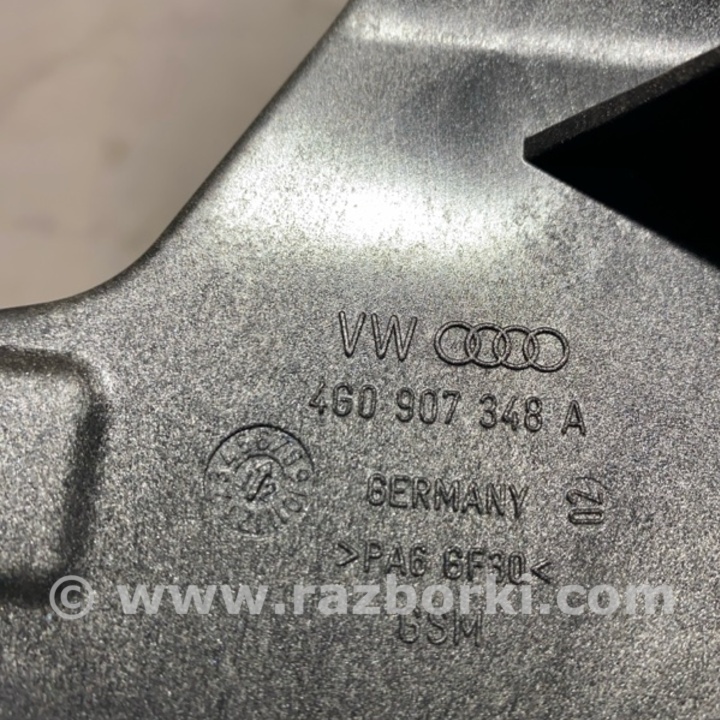 VW
4G0 907 348 A
GERMANY 02
>PA6 GF30<
© www.razborki.com
GSM